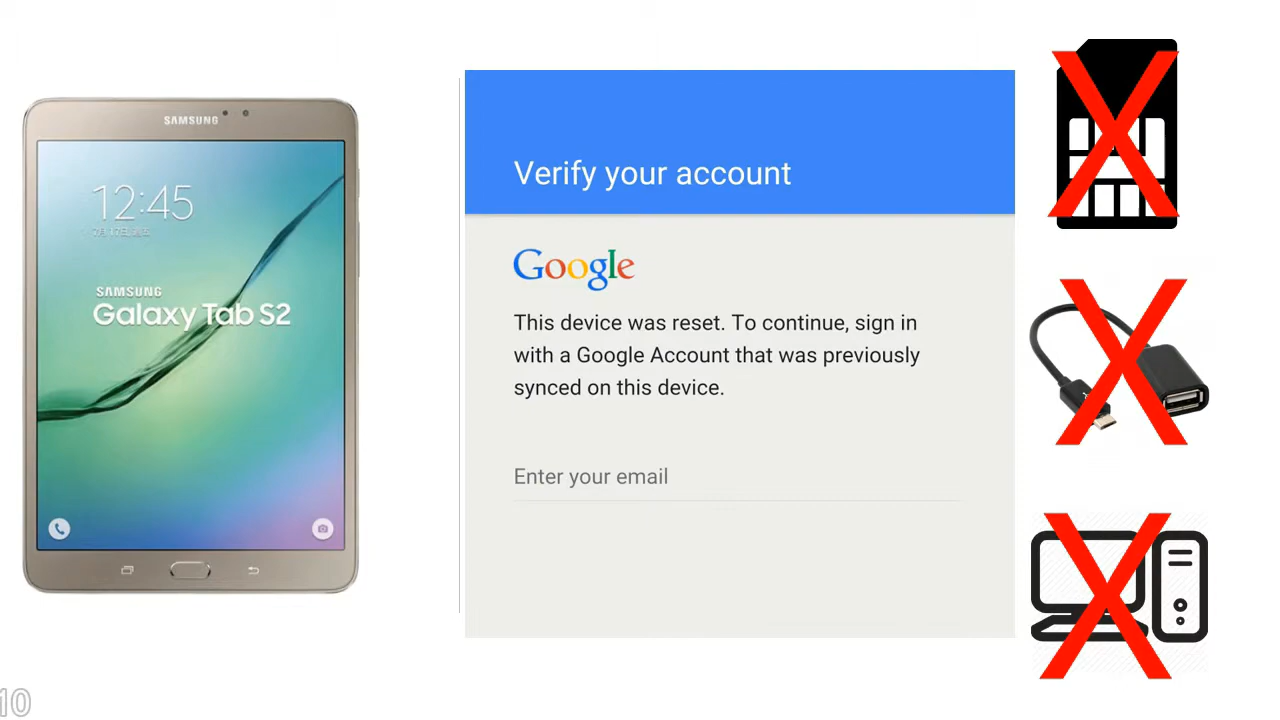 SAMSUNG
12:45
SAMSUNG
Galaxy Tab S2
Verify your account
Google
This device was reset. To continue, sign in
with a Google Account that was previously
synced on this device.
Enter your email
10